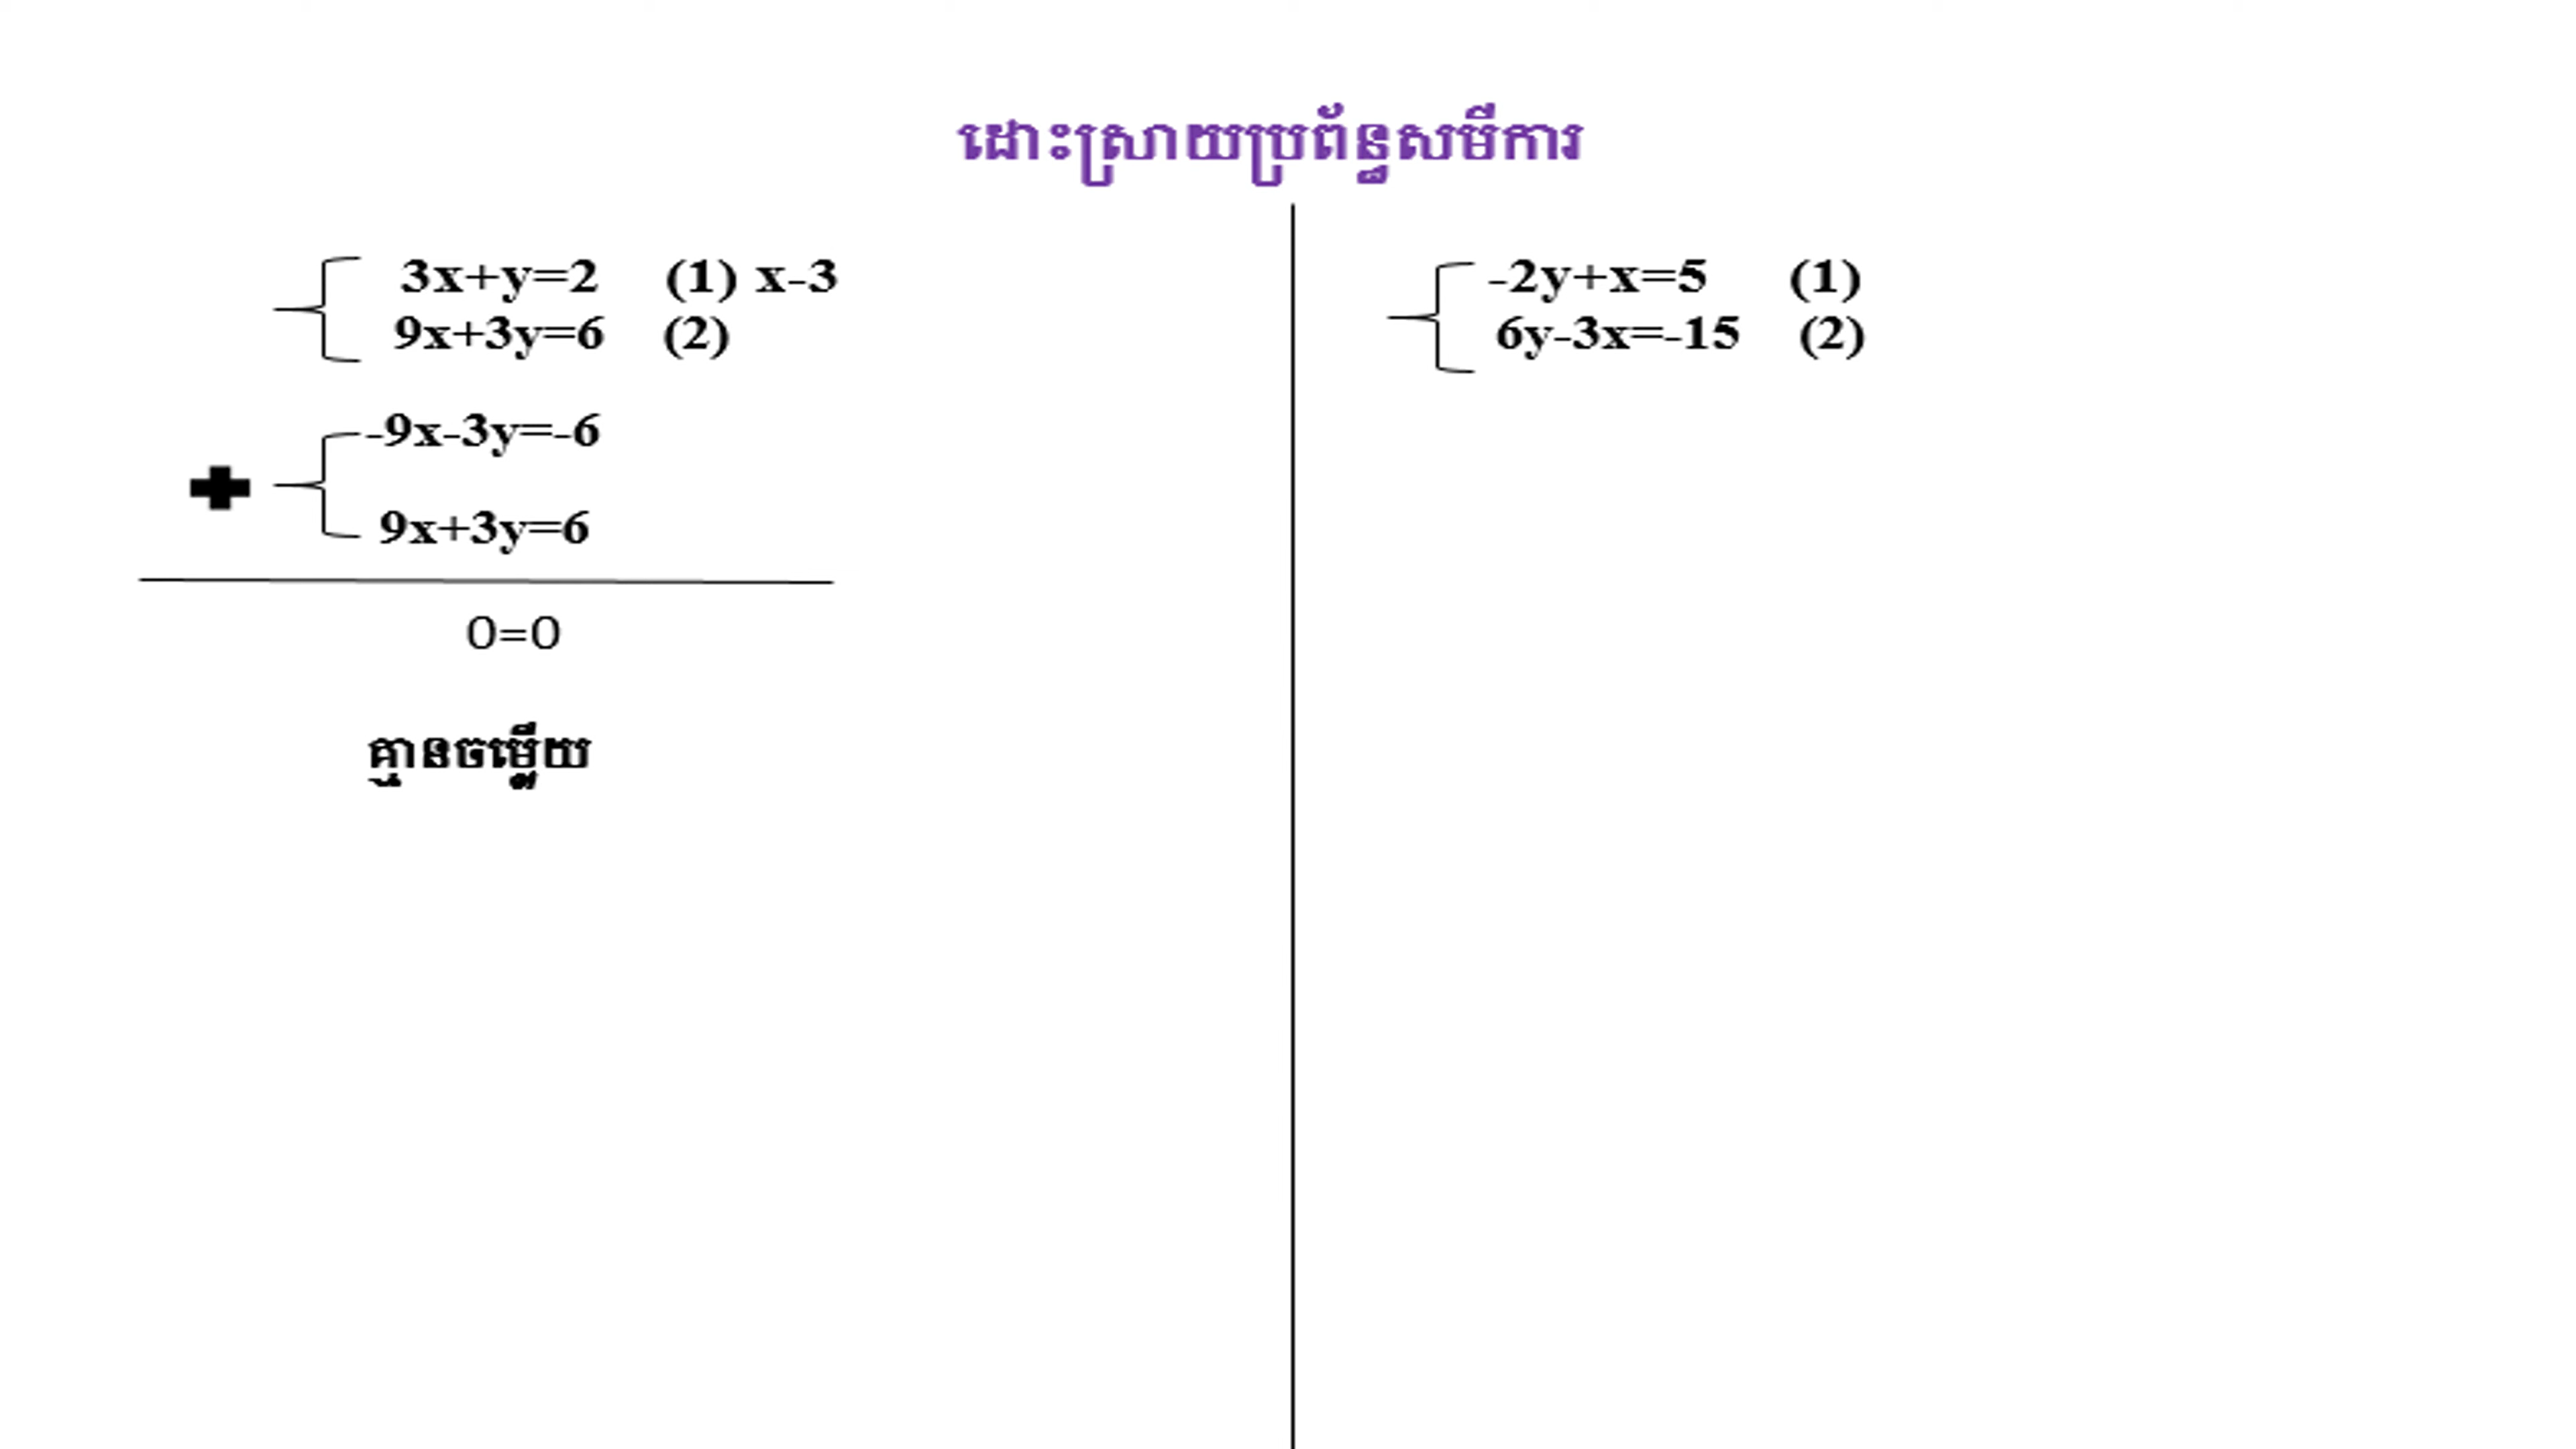 ដោះស្រាយប្រព័ន្ធសមីការ
3x+y=2 (1) x-3
9x+3y=6 (2)
-9x-3y=-6
9x+3y=6
0=0
គ្មានចម្លើយ
-2y+x=5 (1)
6y-3x=-15 (2)